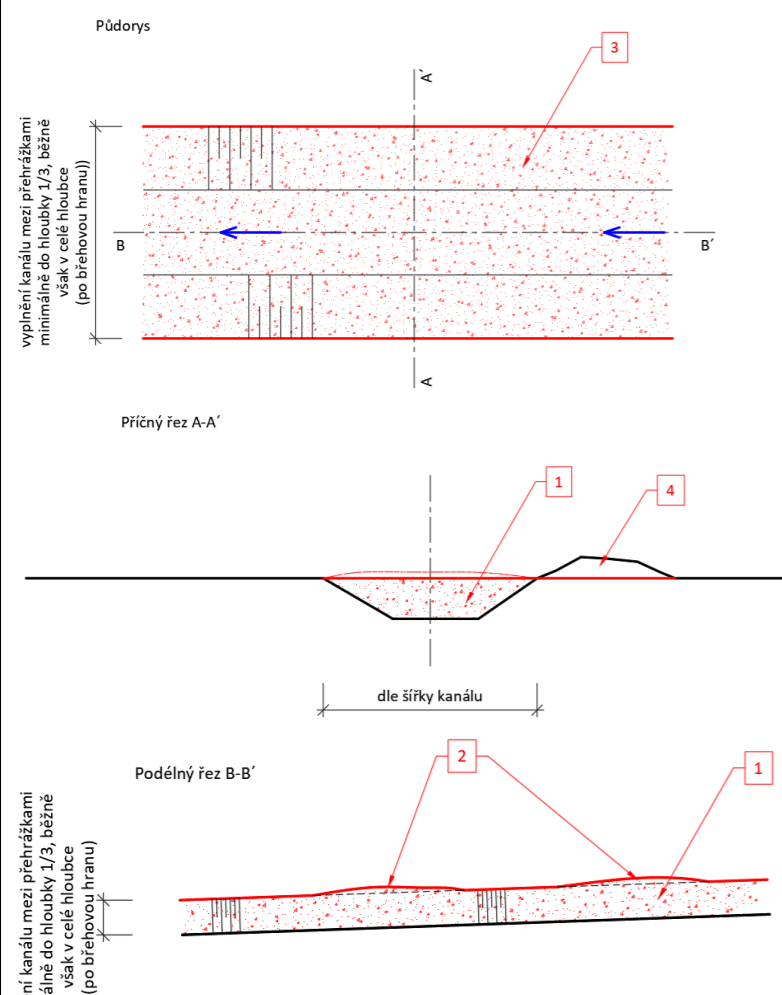 Půdorys
3
A´
vyplnění kanálu mezi přehrážkami
minimálně do hloubky 1/3, běžně
však v celé hloubce
(po břehovou hranu))
B
B´
A
Příčný řez A-A´
1
4
dle šířky kanálu
2
Podélný řez B-B´
1
ní kanálu mezi přehrážkami
álně do hloubky 1/3, běžně
však v celé hloubce
(po břehovou hranu)